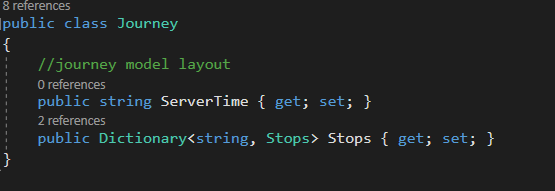 8 references
public class Journey
{
//journey model layout
0 references
public string ServerTime { get; set; }
2 references
public Dictionary<string, Stops> Stops { get; set; }
}